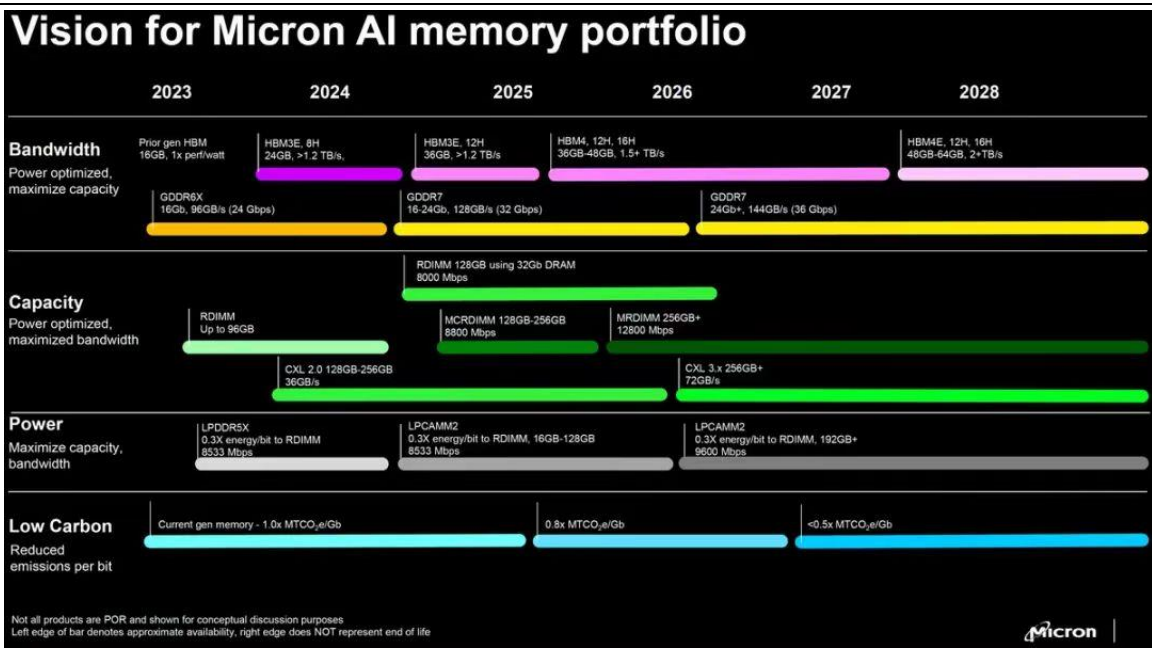 Vision for Micron AI memory portfolio
2023 2024 2025 2026 2027 2028
Bandwidth
Power optimized,
maximize capacity
Prior gen HBM
16GB, 1x perf/watt
HBM3E, 8H
24GB, >1.2 TB/s,
HBM3E, 12H
36GB, >1.2 TB/s
HBM4, 12H, 16H
36GB-48GB, 1.5+ TB/s
HBM4E, 12H, 16H
48GB-64GB, 2+TB/s
GDDR6X
16Gb, 96GB/s (24 Gbps)
GDDR7
16-24Gb, 128GB/s (32 Gbps)
GDDR7
24Gb+, 144GB/s (36 Gbps)
Capacity
Power optimized,
maximized bandwidth
RDIMM 128GB using 32Gb DRAM
8000 Mbps
RDIMM
Up to 96GB
MCRDIMM 128GB-256GB
8800 Mbps
MRDIMM 256GB+
12800 Mbps
CXL 2.0 128GB-256GB
36GB/s
CXL 3.x 256GB+
72GB/s
Power
Maximize capacity,
bandwidth
LPDDR5X
0.3X energy/bit to RDIMM
8533 Mbps
LPCAMM2
0.3X energy/bit to RDIMM, 16GB-128GB
8533 Mbps
LPCAMM2
0.3X energy/bit to RDIMM, 192GB+
9600 Mbps
Low Carbon
Reduced
emissions per bit
Current gen memory - 1.0x MTCO₂e/Gb
0.8x MTCO₂e/Gb
<0.5x MTCO₂e/Gb
Not all products are POR and shown for conceptual discussion purposes
Left edge of bar denotes approximate availability, right edge does NOT represent end of life
Micron